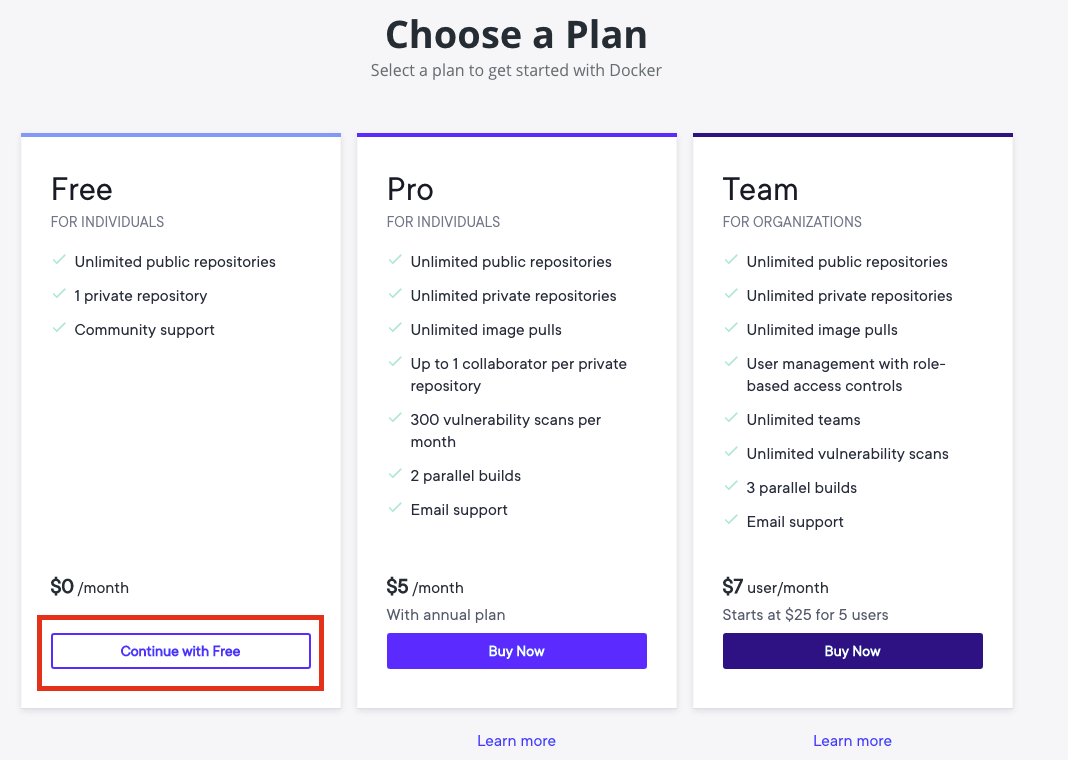 Choose a Plan
Select a plan to get started with Docker
Free
FOR INDIVIDUALS
Unlimited public repositories
1 private repository
Community support
$0 /month
Continue with Free
Pro
FOR INDIVIDUALS
Unlimited public repositories
Unlimited private repositories
Unlimited image pulls
Up to 1 collaborator per private
repository
300 vulnerability scans per
month
2 parallel builds
Email support
$5 /month
With annual plan
Buy Now
Learn more
Team
FOR ORGANIZATIONS
Unlimited public repositories
Unlimited private repositories
Unlimited image pulls
User management with role-
based access controls
Unlimited teams
Unlimited vulnerability scans
3 parallel builds
Email support
$7 user/month
Starts at $25 for 5 users
Buy Now
Learn more